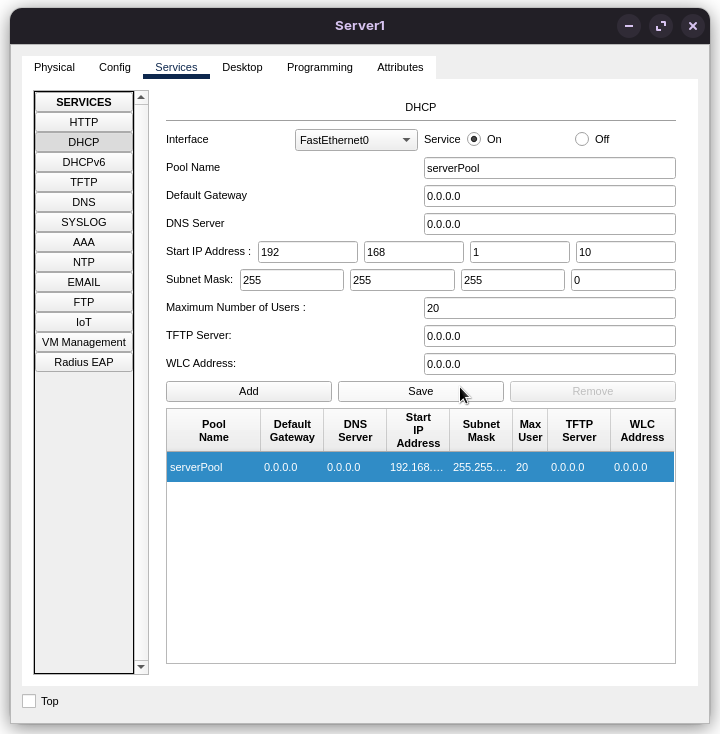 Server1
Physical Config Services Desktop Programming Attributes
SERVICES
HTTP
DHCP
DHCPv6
TFTP
DNS
SYSLOG
AAA
NTP
EMAIL
FTP
IoT
VM Management
Radius EAP
DHCP
Interface FastEthernet0 Service On Off
Pool Name serverPool
Default Gateway 0.0.0.0
DNS Server 0.0.0.0
Start IP Address : 192 168 1 10
Subnet Mask: 255 255 255 0
Maximum Number of Users : 20
TFTP Server: 0.0.0.0
WLC Address: 0.0.0.0
Add Save Remove
Pool Name Default Gateway DNS Server Start IP Address Subnet Mask Max User TFTP Server WLC Address
serverPool 0.0.0.0 0.0.0.0 192.168.... 255.255.... 20 0.0.0.0 0.0.0.0
Top